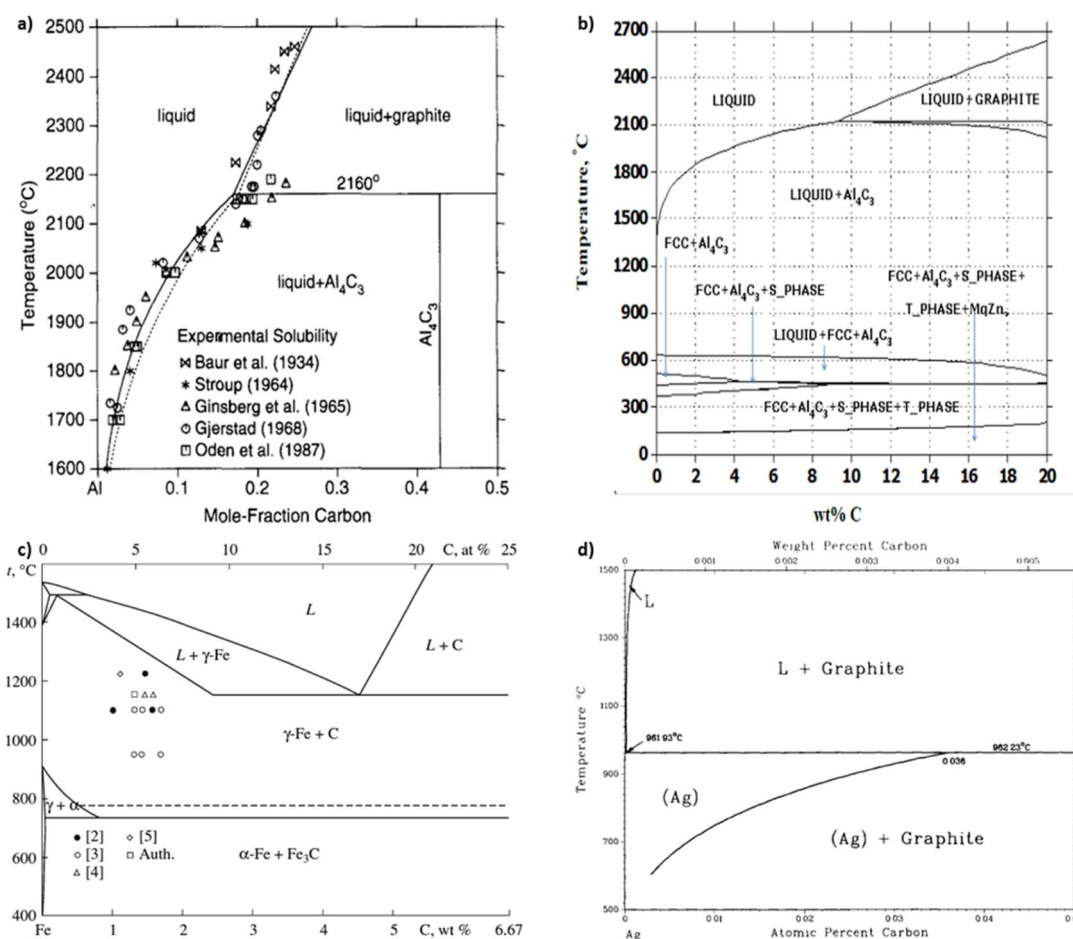 a)
2500
2400
2300
2200
2100
2000
1900
1800
1700
1600
Temperature (°C)
liquid
liquid+graphite
2160°
liquid+Al4C3
Al4C3
Experimental Solubility
Baur et al. (1934)
Stroup (1964)
Ginsberg et al. (1965)
Gjerstad (1968)
Oden et al. (1987)
Al 0.1 0.2 0.3 0.4 0.5
Mole-Fraction Carbon
b)
2700
2400
2100
1800
1500
1200
900
600
300
0
Temperature, °C
LIQUID
LIQUID+GRAPHITE
LIQUID+Al4C3
FCC+Al4C3
FCC+Al4C3+S_PHASE+
FCC+Al4C3+S_PHASE
T_PHASE+MgZn2
LIQUID+FCC+Al4C3
FCC+Al4C3+S_PHASE+T_PHASE
0 2 4 6 8 10 12 14 16 18 20
wt% C
c)
0 5 10 15 20 C, at % 25
t, °C
1400
1200
1000
800
600
400
L
L + γ-Fe
L + C
γ-Fe + C
γ + α
[2] [5]
[3] Auth.
[4]
α-Fe + Fe3C
Fe 1 2 3 4 5 C, wt % 6.67
d)
Weight Percent Carbon
0 0 001 0 002 0 003 0 004 0 005
1500
1300
1100
900
700
500
Temperature °C
L
L + Graphite
961 93°C
962 23°C
0 036
(Ag)
(Ag) + Graphite
0 0 01 0 02 0 03 0 04 0 05
Ag Atomic Percent Carbon